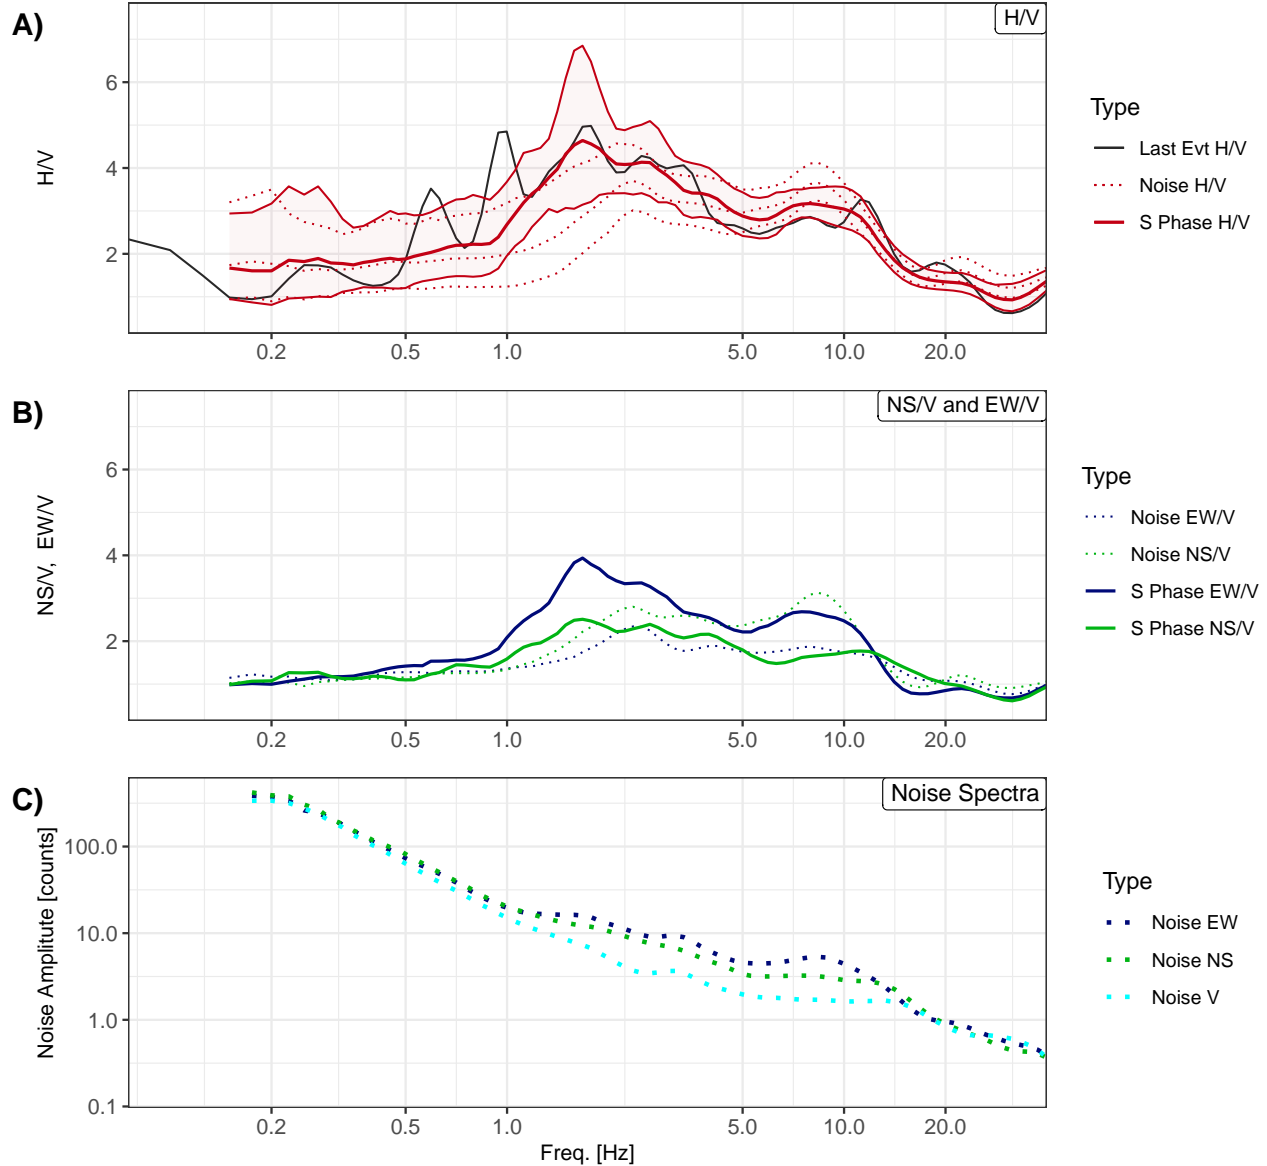 A)
H/V
H/V
6
4
2
0.2 0.5 1.0 5.0 10.0 20.0
Type
Last Evt H/V
Noise H/V
S Phase H/V
B)
NS/V and EW/V
NS/V,  EW/V
6
4
2
0.2 0.5 1.0 5.0 10.0 20.0
Type
Noise EW/V
Noise NS/V
S Phase EW/V
S Phase NS/V
C)
Noise Spectra
Noise Amplitute [counts]
100.0
10.0
1.0
0.1
0.2 0.5 1.0 5.0 10.0 20.0
Freq. [Hz]
Type
Noise EW
Noise NS
Noise V